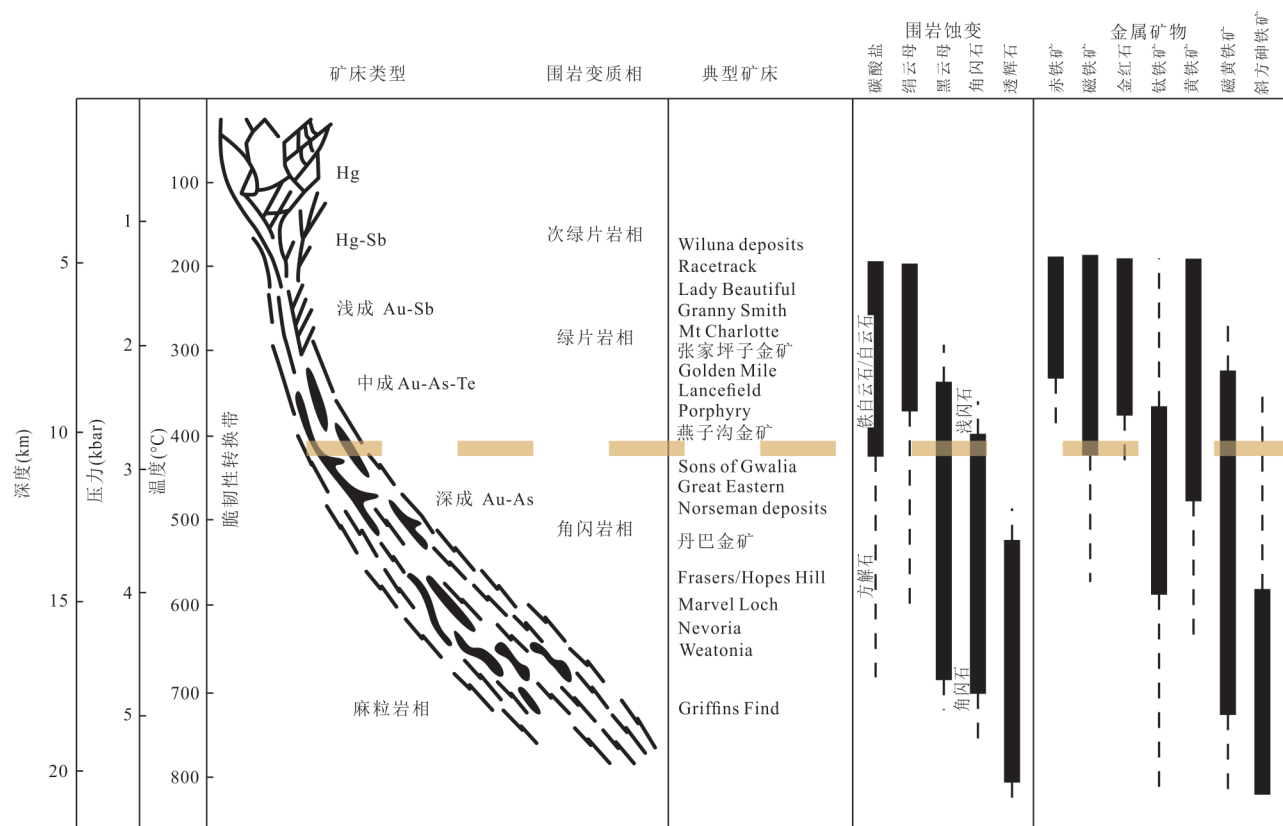 围岩蚀变
金属矿物
矿床类型
围岩变质相
典型矿床
碳酸盐
绢云母
黑云母
角闪石
透辉石
赤铁矿
磁铁矿
金红石
钛铁矿
黄铁矿
磁黄铁矿
斜方砷铁矿
深度(km)
5
10
15
20
压力(kbar)
1
2
3
4
5
温度(°C)
100
200
300
400
500
600
700
800
脆韧性转换带
Hg
Hg-Sb
浅成 Au-Sb
中成Au-As-Te
深成 Au-As
麻粒岩相
次绿片岩相
绿片岩相
角闪岩相
Wiluna deposits
Racetrack
Lady Beautiful
Granny Smith
Mt Charlotte
张家坪子金矿
Golden Mile
Lancefield
Porphyry
燕子沟金矿
Sons of Gwalia
Great Eastern
Norseman deposits
丹巴金矿
Frasers/Hopes Hill
Marvel Loch
Nevoria
Weatonia
Griffins Find
铁白云石/白云石
方解石
浅闪石
角闪石